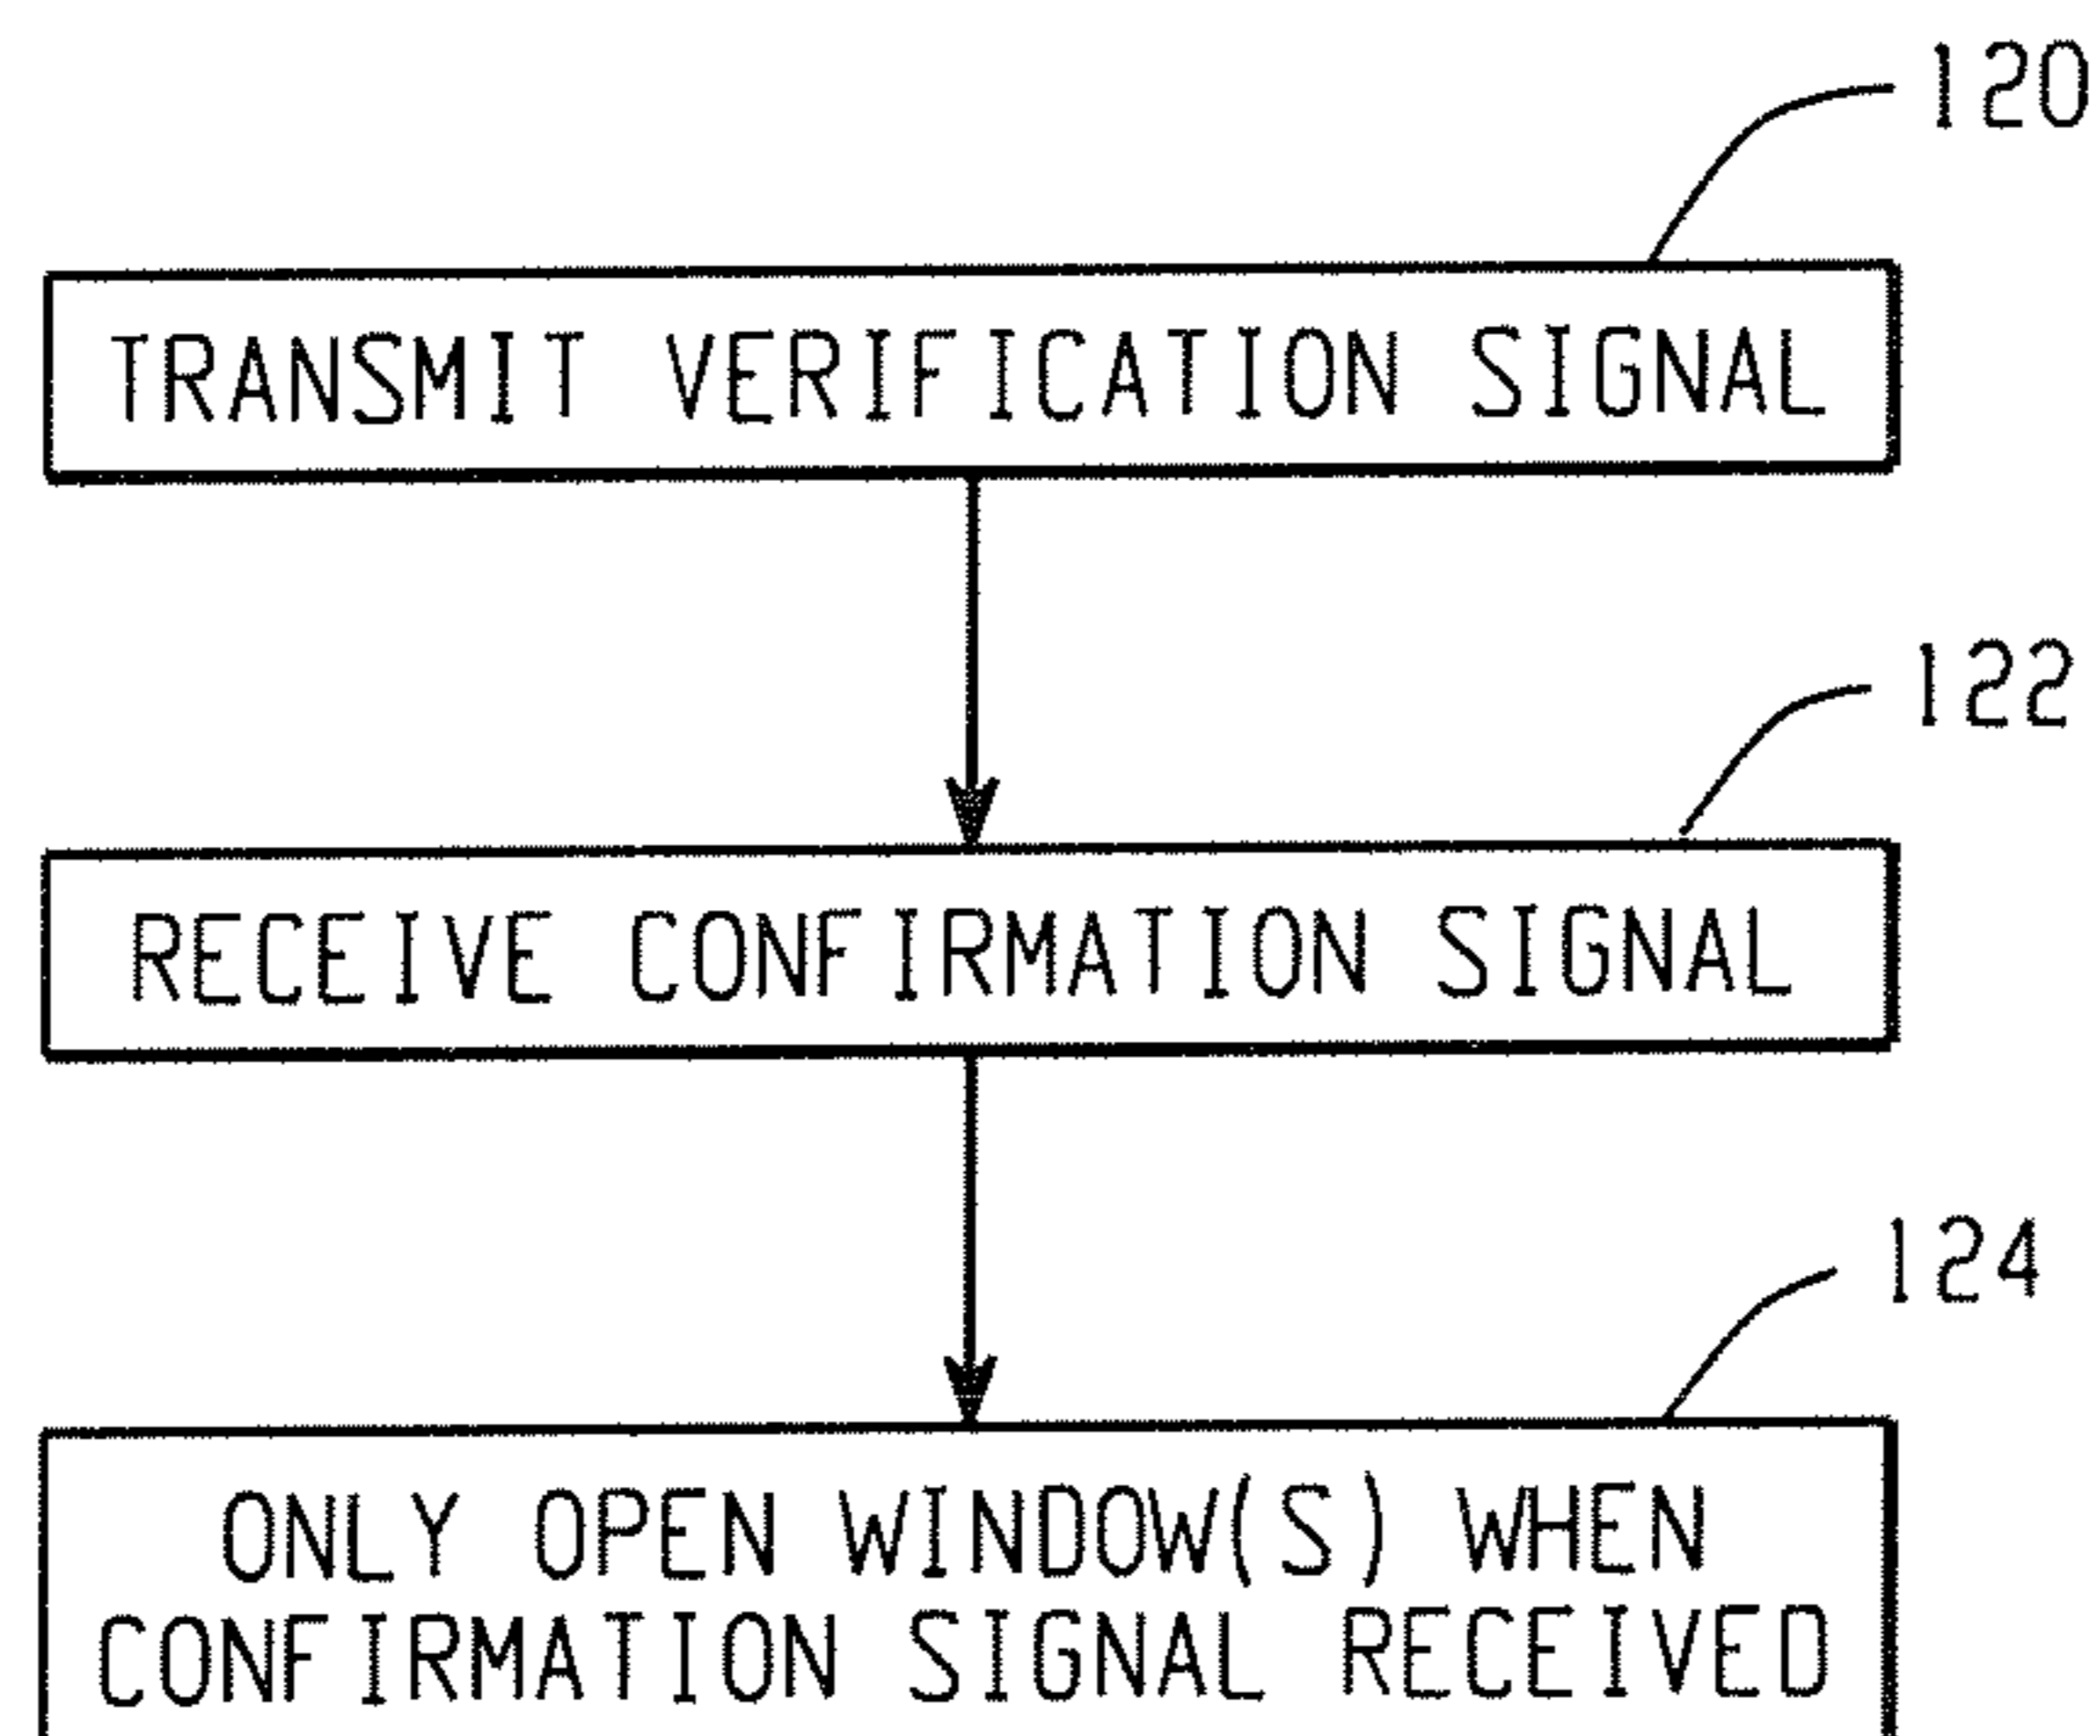 120
TRANSMIT VERIFICATION SIGNAL
122
RECEIVE CONFIRMATION SIGNAL
124
ONLY OPEN WINDOW(S) WHEN
CONFIRMATION SIGNAL RECEIVED